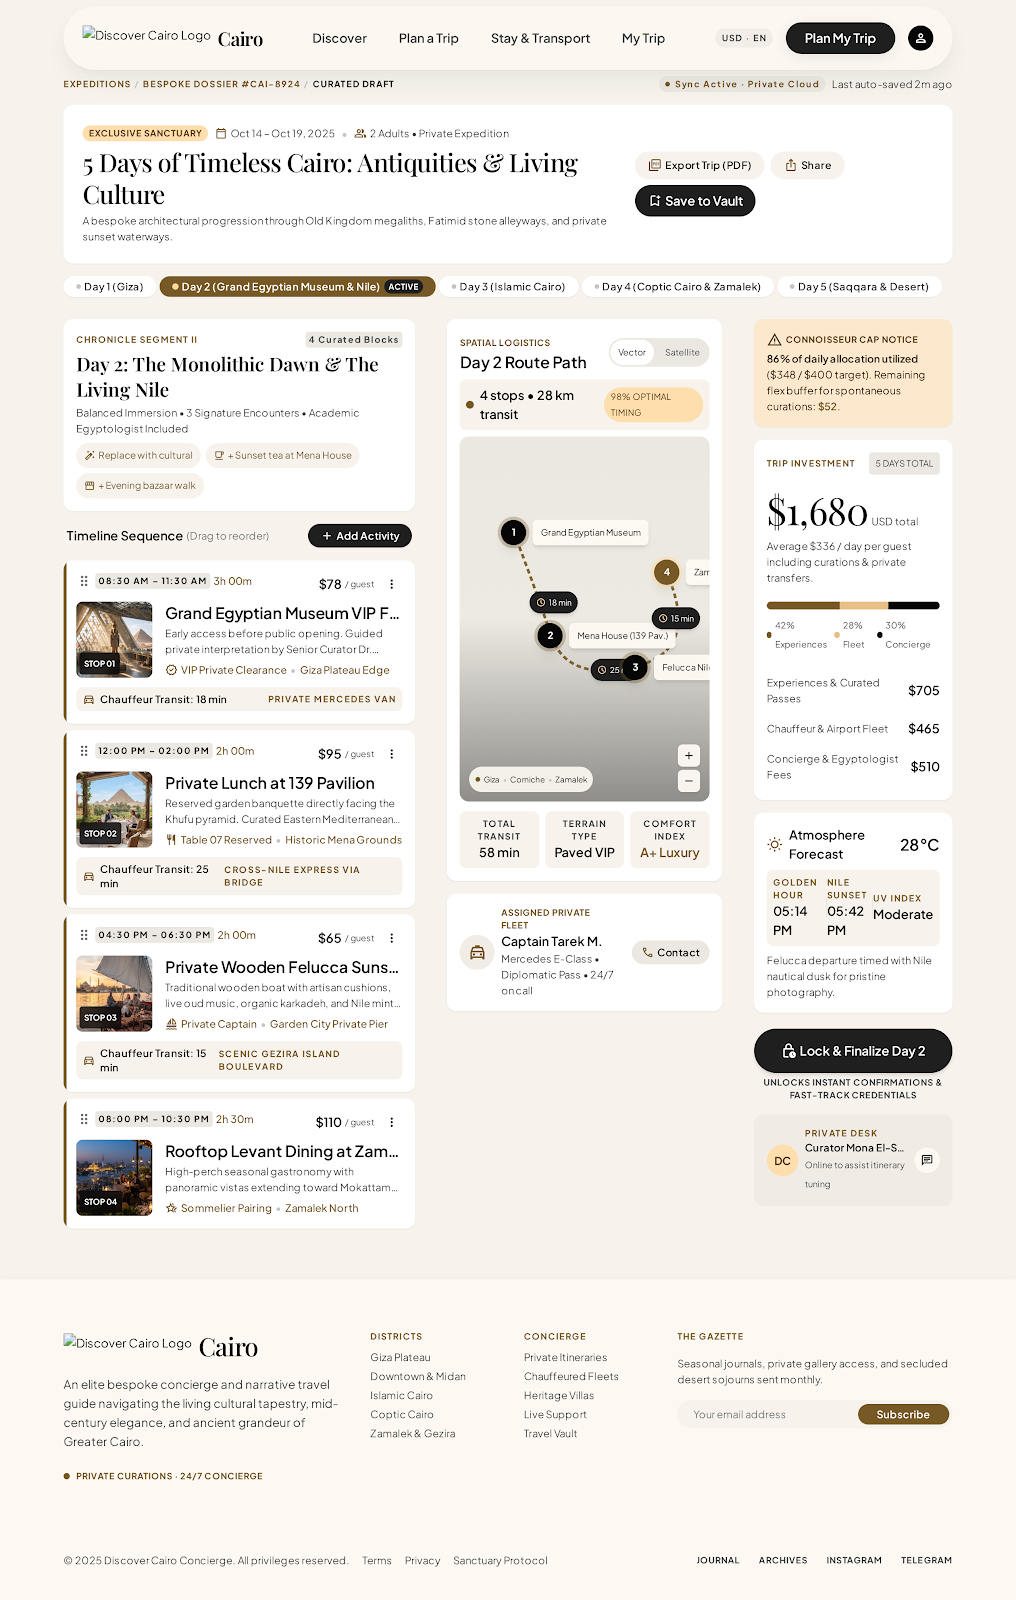 Discover Cairo Logo Cairo
Discover Plan a Trip Stay & Transport My Trip
USD · EN Plan My Trip
EXPEDITIONS / BESPOKE DOSSIER #CAI-8924 / CURATED DRAFT
Sync Active · Private Cloud Last auto-saved 2m ago
EXCLUSIVE SANCTUARY Oct 14 – Oct 19, 2025 • 2 Adults • Private Expedition
5 Days of Timeless Cairo: Antiquities & Living
Culture
A bespoke architectural progression through Old Kingdom megaliths, Fatimid stone alleyways, and private
sunset waterways.
Export Trip (PDF) Share
Save to Vault
Day 1 (Giza) Day 2 (Grand Egyptian Museum & Nile) ACTIVE Day 3 (Islamic Cairo) Day 4 (Coptic Cairo & Zamalek) Day 5 (Saqqara & Desert)
CHRONICLE SEGMENT II 4 Curated Blocks
Day 2: The Monolithic Dawn & The
Living Nile
Balanced Immersion • 3 Signature Encounters • Academic
Egyptologist Included
Replace with cultural + Sunset tea at Mena House
+ Evening bazaar walk
Timeline Sequence (Drag to reorder) + Add Activity
08:30 AM – 11:30 AM 3h 00m $78 / guest
Grand Egyptian Museum VIP F...
Early access before public opening. Guided
private interpretation by Senior Curator Dr....
STOP 01
VIP Private Clearance • Giza Plateau Edge
Chauffeur Transit: 18 min PRIVATE MERCEDES VAN
12:00 PM – 02:00 PM 2h 00m $95 / guest
Private Lunch at 139 Pavilion
Reserved garden banquette directly facing the
Khufu pyramid. Curated Eastern Mediterranean...
STOP 02
Table 07 Reserved • Historic Mena Grounds
Chauffeur Transit: 25
min
CROSS-NILE EXPRESS VIA
BRIDGE
04:30 PM – 06:30 PM 2h 00m $65 / guest
Private Wooden Felucca Suns...
Traditional wooden boat with artisan cushions,
live oud music, organic karkadeh, and Nile mint...
STOP 03
Private Captain • Garden City Private Pier
Chauffeur Transit: 15
min
SCENIC GEZIRA ISLAND
BOULEVARD
08:00 PM – 10:30 PM 2h 30m $110 / guest
Rooftop Levant Dining at Zam...
High-perch seasonal gastronomy with
panoramic vistas extending toward Mokattam...
STOP 04
Sommelier Pairing • Zamalek North
SPATIAL LOGISTICS
Day 2 Route Path
Vector Satellite
4 stops • 28 km
transit
98% OPTIMAL
TIMING
1 Grand Egyptian Museum
4 Zam
18 min
15 min
2 Mena House (139 Pav.)
25
3 Felucca Nile
+
−
Giza • Corniche • Zamalek
TOTAL
TRANSIT
58 min
TERRAIN
TYPE
Paved VIP
COMFORT
INDEX
A+ Luxury
ASSIGNED PRIVATE
FLEET
Captain Tarek M.
Mercedes E-Class •
Diplomatic Pass • 24/7
on call
Contact
CONNOISSEUR CAP NOTICE
86% of daily allocation utilized
($348 / $400 target). Remaining
flex buffer for spontaneous
curations: $52.
TRIP INVESTMENT 5 DAYS TOTAL
$1,680 USD total
Average $336 / day per guest
including curations & private
transfers.
42%
Experiences
28%
Fleet
30%
Concierge
Experiences & Curated
Passes
$705
Chauffeur & Airport Fleet $465
Concierge & Egyptologist
Fees
$510
Atmosphere
Forecast
28°C
GOLDEN
HOUR
05:14
PM
NILE
SUNSET
05:42
PM
UV INDEX
Moderate
Felucca departure timed with Nile
nautical dusk for pristine
photography.
Lock & Finalize Day 2
UNLOCKS INSTANT CONFIRMATIONS &
FAST-TRACK CREDENTIALS
DC
PRIVATE DESK
Curator Mona El-S...
Online to assist itinerary
tuning
Discover Cairo Logo Cairo
An elite bespoke concierge and narrative travel
guide navigating the living cultural tapestry, mid-
century elegance, and ancient grandeur of
Greater Cairo.
PRIVATE CURATIONS · 24/7 CONCIERGE
DISTRICTS
Giza Plateau
Downtown & Midan
Islamic Cairo
Coptic Cairo
Zamalek & Gezira
CONCIERGE
Private Itineraries
Chauffeured Fleets
Heritage Villas
Live Support
Travel Vault
THE GAZETTE
Seasonal journals, private gallery access, and secluded
desert sojourns sent monthly.
Your email address Subscribe
© 2025 Discover Cairo Concierge. All privileges reserved. Terms Privacy Sanctuary Protocol
JOURNAL ARCHIVES INSTAGRAM TELEGRAM